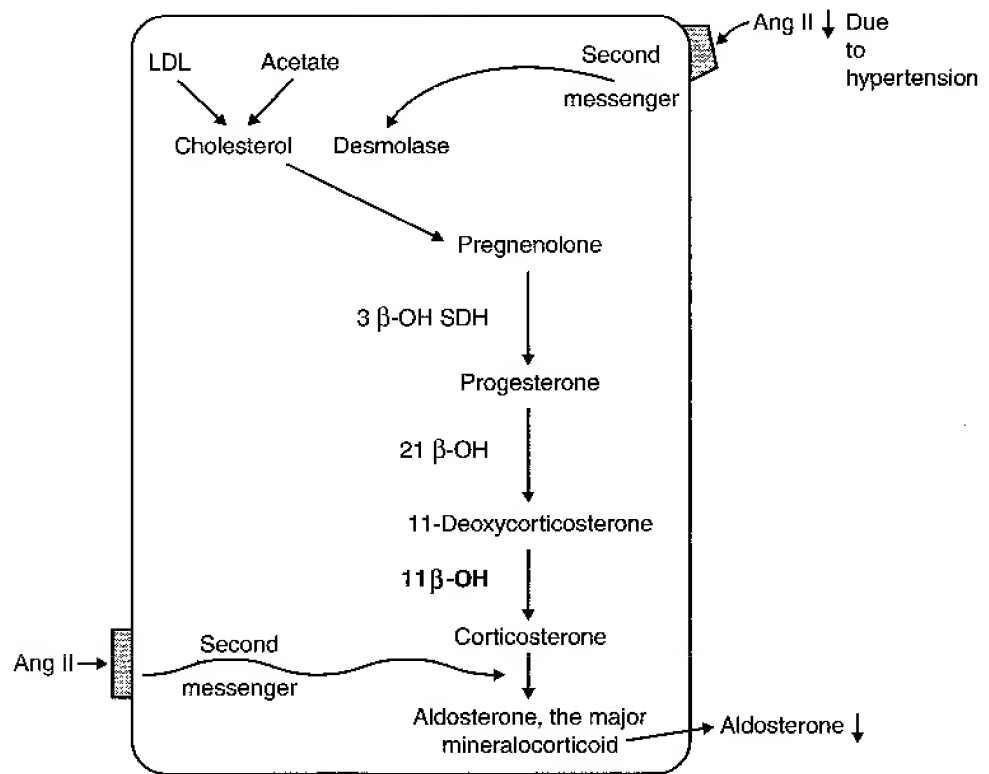 Ang II ↓ Due
to
hypertension
LDL
Acetate
Second
messenger
Cholesterol
Desmolase
Pregnenolone
3 β-OH SDH
Progesterone
21 β-OH
11-Deoxycorticosterone
11β-OH
Corticosterone
Ang II
Second
messenger
Aldosterone, the major
mineralocorticoid
Aldosterone ↓